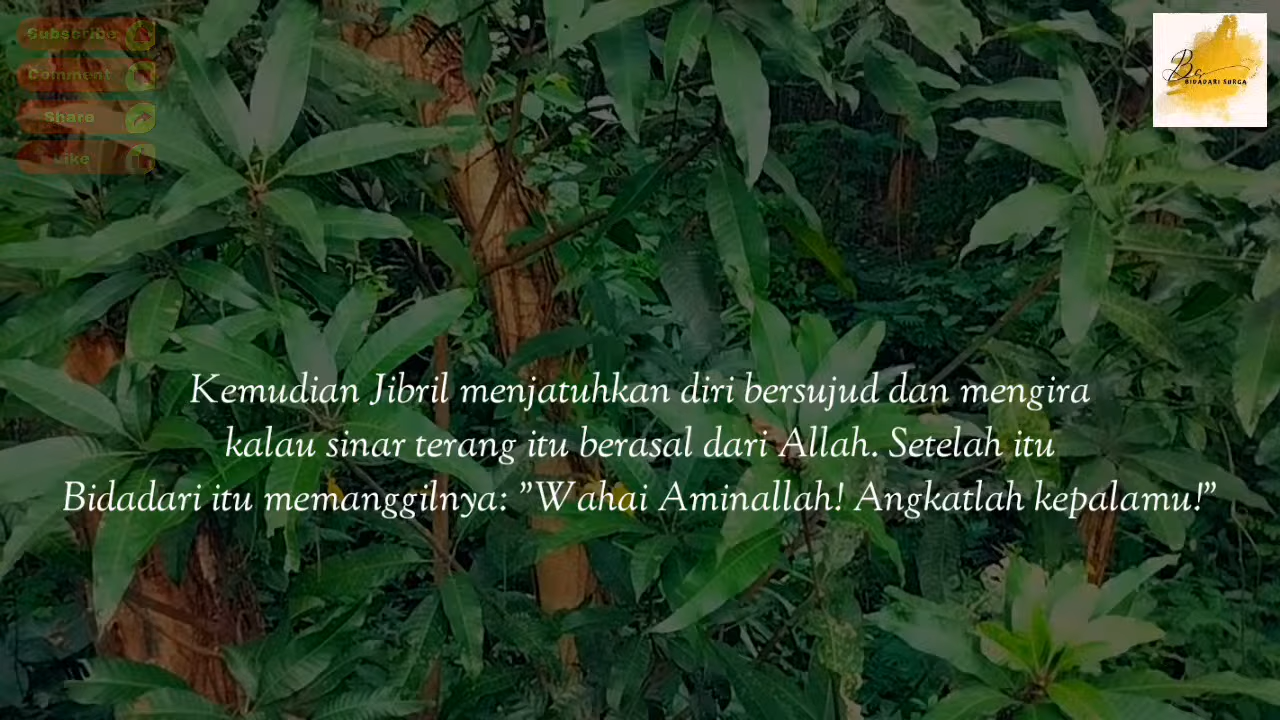 Subscribe
Comment
Share
Like
Bs
BIDADARI SURGA
Kemudian Jibril menjatuhkan diri bersujud dan mengira
kalau sinar terang itu berasal dari Allah. Setelah itu
Bidadari itu memanggilnya: ”Wahai Aminallah! Angkatlah kepalamu!”